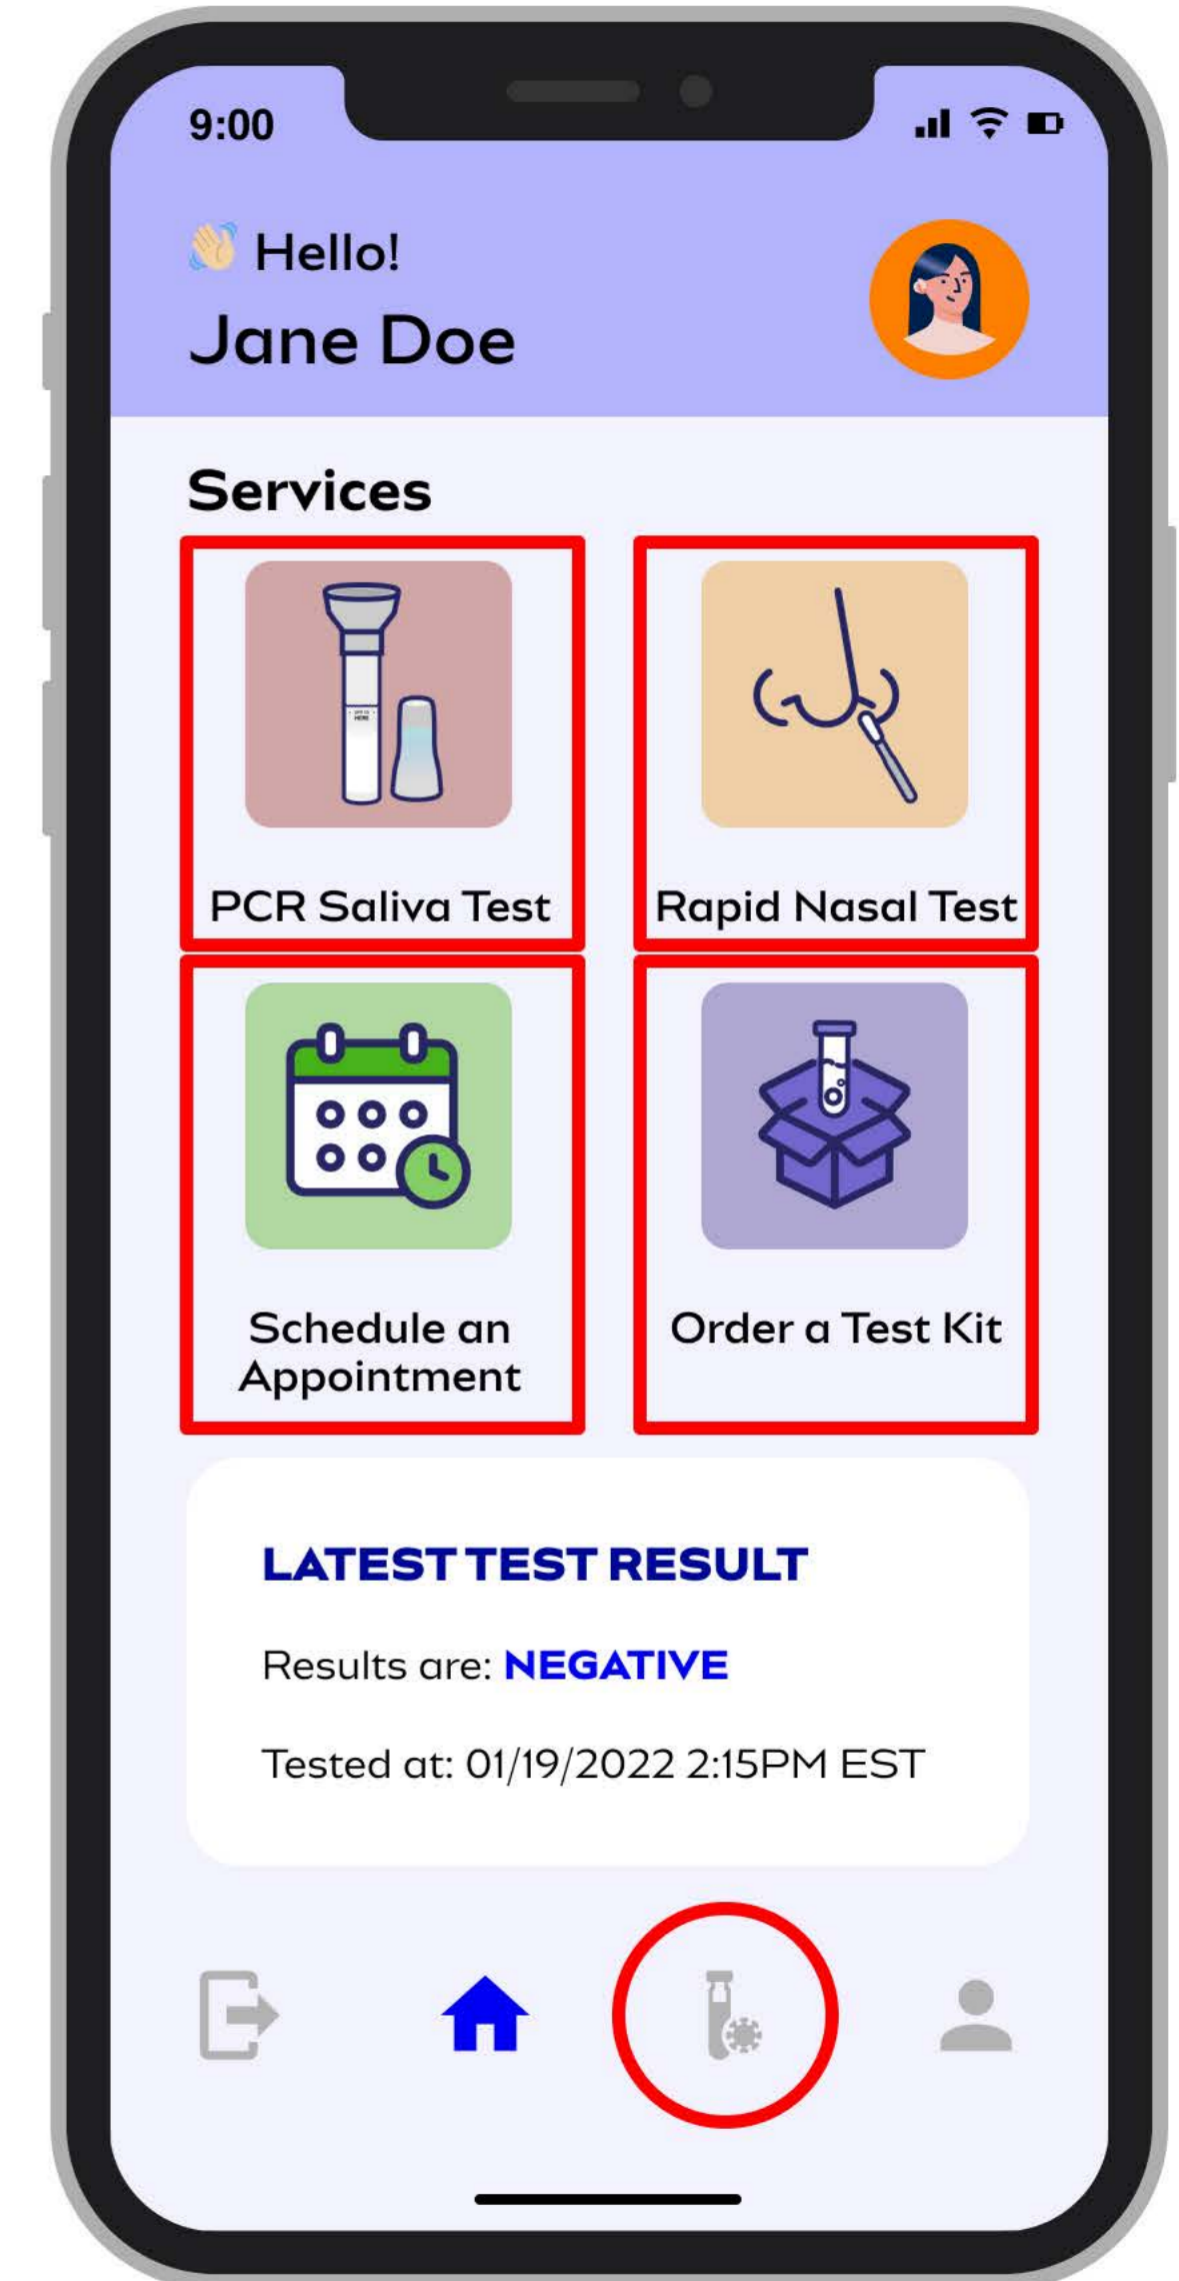 9:00
Hello!
Jane Doe
Services
PCR Saliva Test
Rapid Nasal Test
Schedule an
Appointment
Order a Test Kit
LATEST TEST RESULT
Results are: NEGATIVE
Tested at: 01/19/2022 2:15PM EST